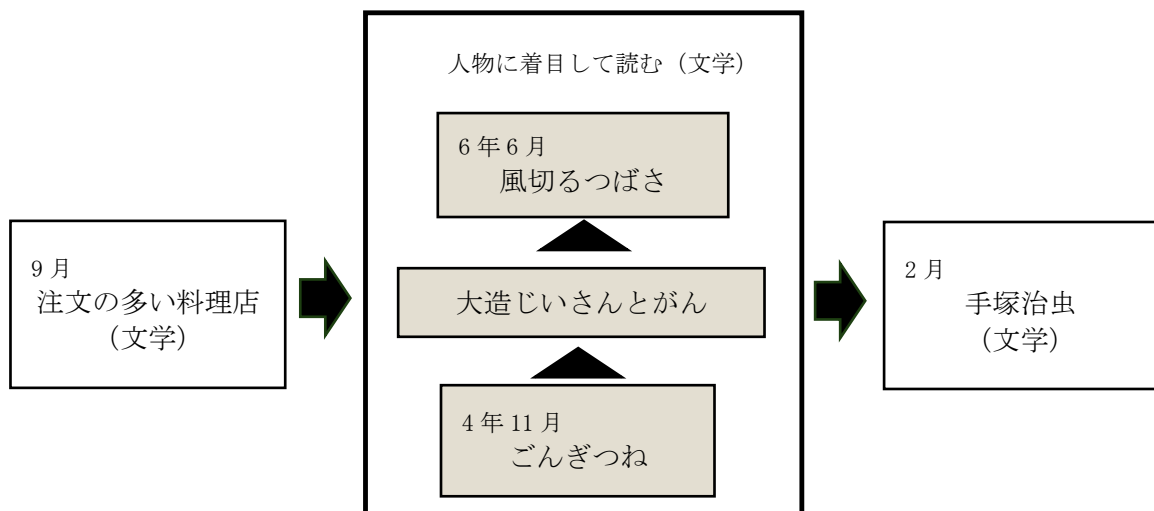 人物に着目して読む（文学）
6年6月
風切るつばさ
9月
注文の多い料理店
（文学）
大造じいさんとがん
2月
手塚治虫
（文学）
4年11月
ごんぎつね